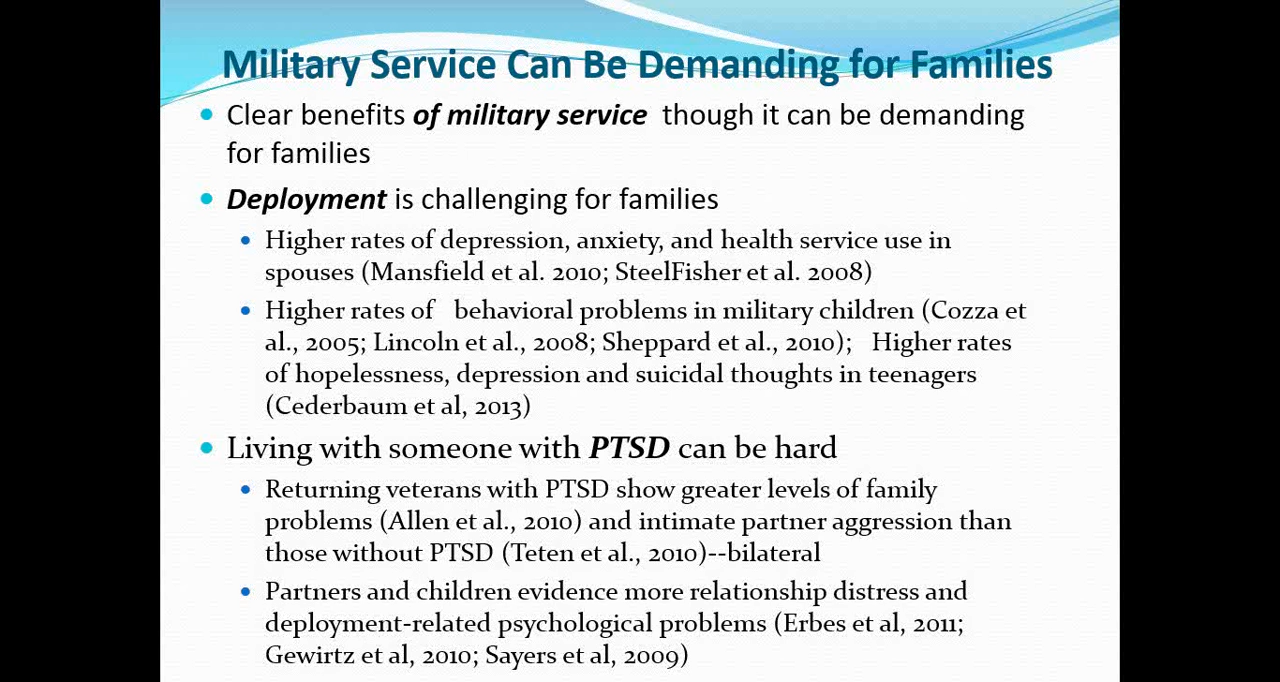 Military Service Can Be Demanding for Families
• Clear benefits of military service though it can be demanding
for families
• Deployment is challenging for families
• Higher rates of depression, anxiety, and health service use in
spouses (Mansfield et al. 2010; SteelFisher et al. 2008)
• Higher rates of behavioral problems in military children (Cozza et
al., 2005; Lincoln et al., 2008; Sheppard et al., 2010); Higher rates
of hopelessness, depression and suicidal thoughts in teenagers
(Cederbaum et al, 2013)
• Living with someone with PTSD can be hard
• Returning veterans with PTSD show greater levels of family
problems (Allen et al., 2010) and intimate partner aggression than
those without PTSD (Teten et al., 2010)--bilateral
• Partners and children evidence more relationship distress and
deployment-related psychological problems (Erbes et al, 2011;
Gewirtz et al, 2010; Sayers et al, 2009)